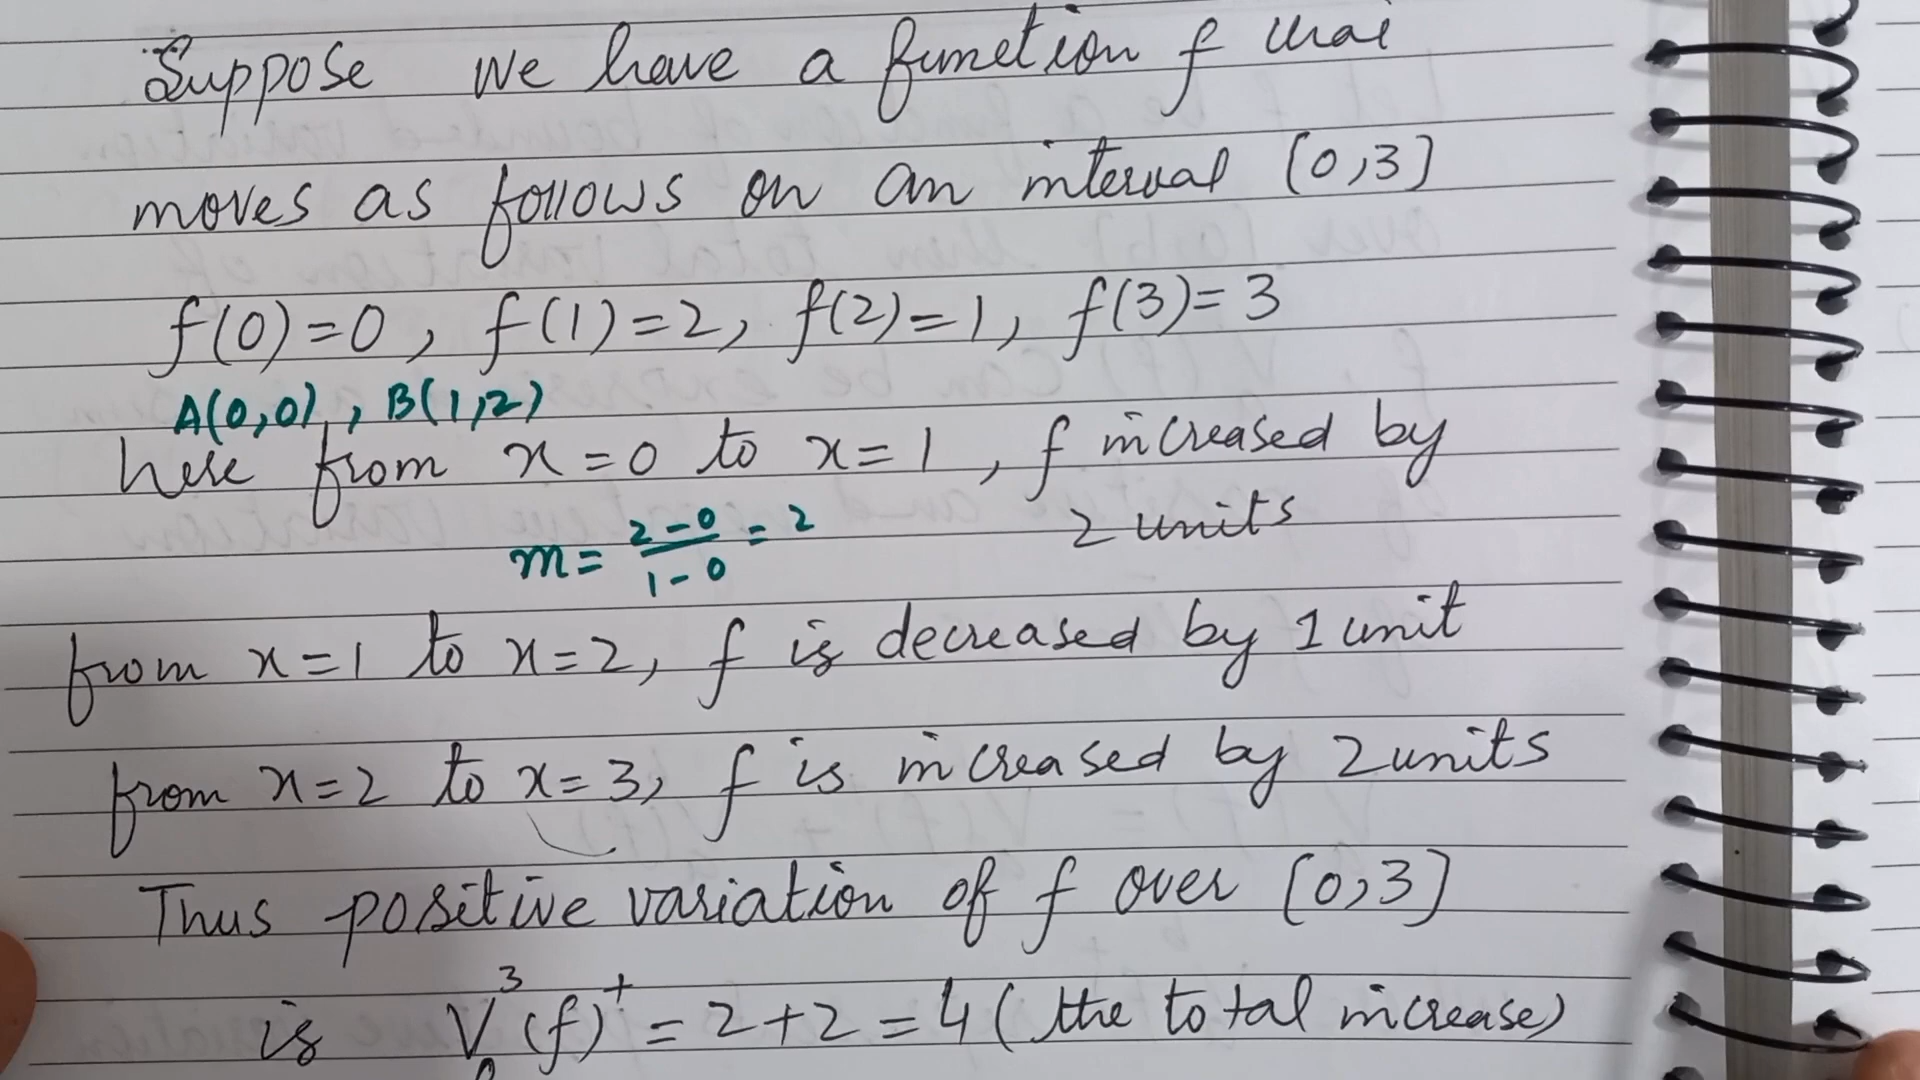 Suppose we have a function f that
moves as follows on an interval [0,3]
f(0)=0, f(1)=2, f(2)=1, f(3)=3
A(0,0), B(1,2)
here from x=0 to x=1, f increased by
2 units
m = 2-0/1-0 = 2
from x=1 to x=2, f is decreased by 1 unit
from x=2 to x=3, f is increased by 2 units
Thus positive variation of f over [0,3]
is V₀³(f)⁺ = 2+2 = 4 (the total increase)